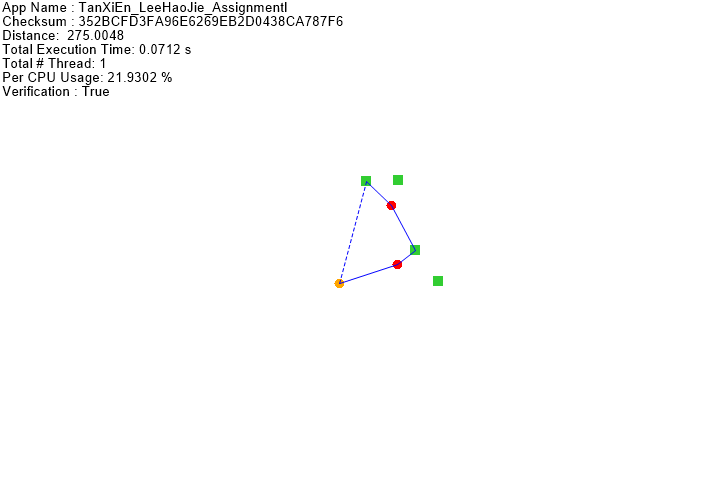 App Name : TanXiEn_LeeHaoJie_AssignmentI
Checksum : 352BCFD3FA96E6269EB2D0438CA787F6
Distance:  275.0048
Total Execution Time: 0.0712 s
Total # Thread: 1
Per CPU Usage: 21.9302 %
Verification : True